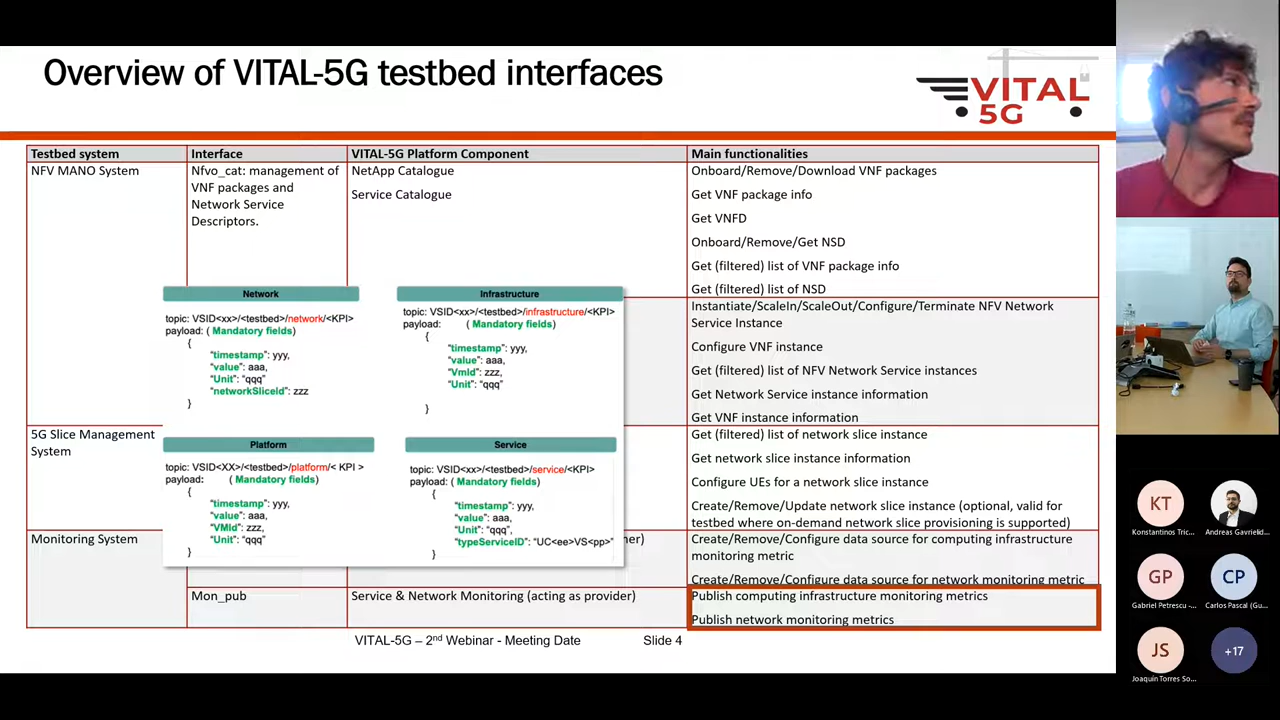 Overview of VITAL-5G testbed interfaces
VITAL
5G
Testbed system
Interface
VITAL-5G Platform Component
Main functionalities
NFV MANO System
Nfvo_cat: management of
VNF packages and
Network Service
Descriptors.
NetApp Catalogue
Service Catalogue
Onboard/Remove/Download VNF packages
Get VNF package info
Get VNFD
Onboard/Remove/Get NSD
Get (filtered) list of VNF package info
Get (filtered) list of NSD
Instantiate/ScaleIn/ScaleOut/Configure/Terminate NFV Network
Service Instance
Configure VNF instance
Get (filtered) list of NFV Network Service instances
Get Network Service instance information
Get VNF instance information
Network
topic: VSID<xx>/<testbed>/network/<KPI>
payload: ( Mandatory fields)
{
"timestamp": yyy,
"value": aaa,
"Unit": "qqq"
"networkSliceId": zzz
}
Infrastructure
topic: VSID<xx>/<testbed>/infrastructure/<KPI>
payload: ( Mandatory fields)
{
"timestamp": yyy,
"value": aaa,
"VmId": zzz,
"Unit": "qqq"
}
Platform
topic: VSID<XX>/<testbed>/platform/< KPI >
payload: ( Mandatory fields)
{
"timestamp": yyy,
"value": aaa,
"VMId": zzz,
"Unit": "qqq"
}
Service
topic: VSID<xx>/<testbed>/service/<KPI>
payload: ( Mandatory fields)
{
"timestamp": yyy,
"value": aaa,
"Unit": "qqq",
"typeServiceID": "UC<ee>VS<pp>"
}
5G Slice Management
System
Get (filtered) list of network slice instance
Get network slice instance information
Configure UEs for a network slice instance
Create/Remove/Update network slice instance (optional, valid for
testbed where on-demand network slice provisioning is supported)
Monitoring System
Create/Remove/Configure data source for computing infrastructure
monitoring metric
Create/Remove/Configure data source for network monitoring metric
Mon_pub
Service & Network Monitoring (acting as provider)
Publish computing infrastructure monitoring metrics
Publish network monitoring metrics
VITAL-5G – 2nd Webinar - Meeting Date
Slide 4
KT
Konstantinos Tric...
Andreas Gavrielid...
GP
Gabriel Petrescu -...
CP
Carlos Pascal (Gu...
JS
Joaquín Torres So...
+17